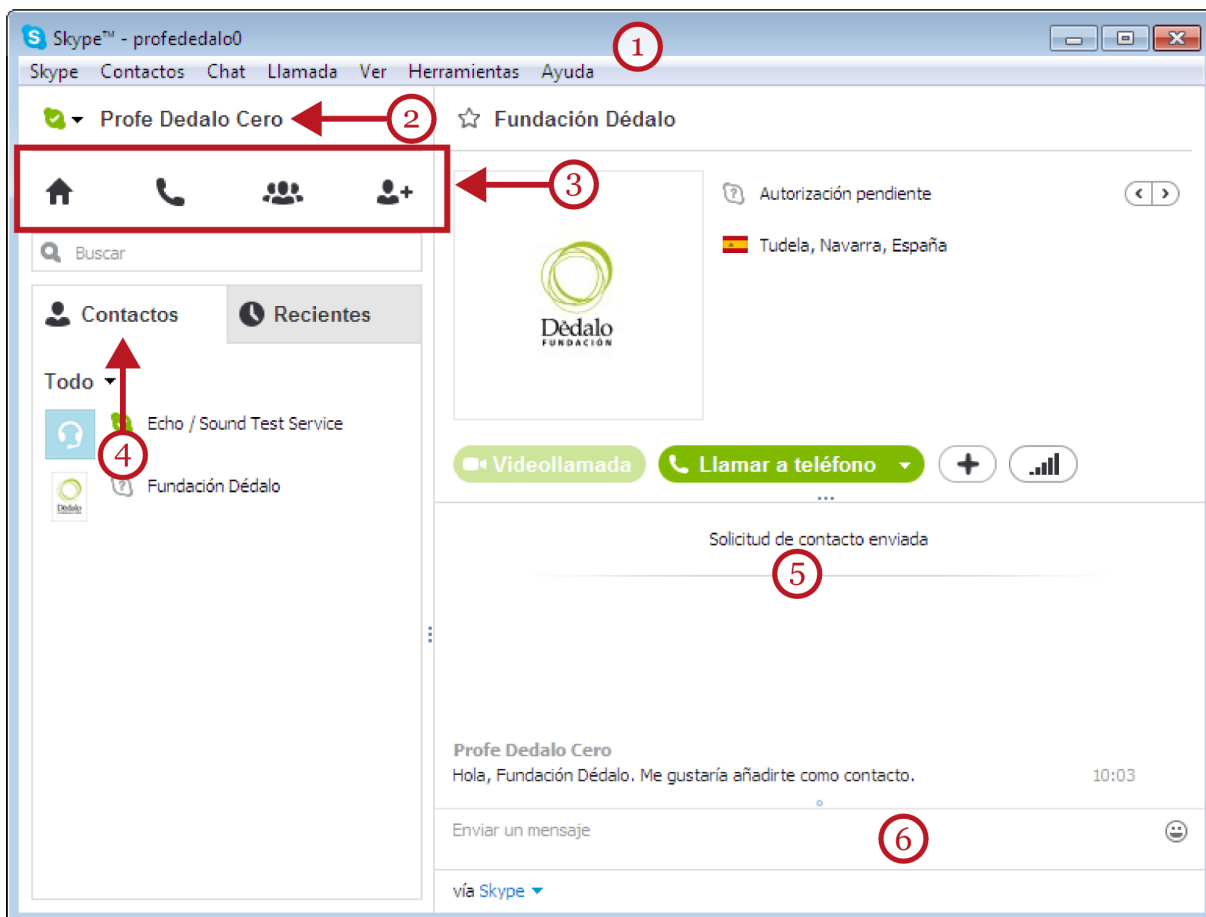 Skype™ - profededalo0
1
Skype Contactos Chat Llamada Ver Herramientas Ayuda
Profe Dedalo Cero
2
Fundación Dédalo
3
Autorización pendiente
Tudela, Navarra, España
Buscar
Dèdalo
FUNDACIÓN
Contactos
Recientes
Todo
Echo / Sound Test Service
4
Fundación Dédalo
Dèdalo
Videollamada
Llamar a teléfono
Solicitud de contacto enviada
5
Profe Dedalo Cero
Hola, Fundación Dédalo. Me gustaría añadirte como contacto. 10:03
Enviar un mensaje
6
vía Skype